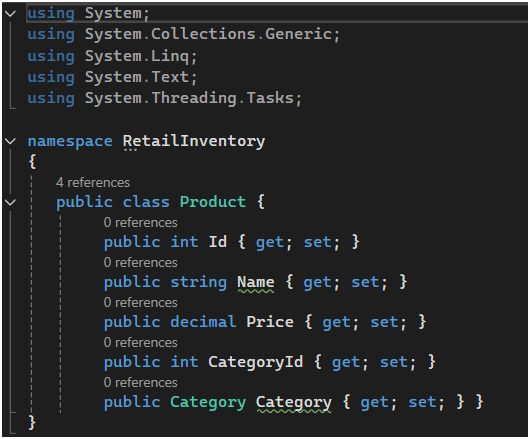 using System;
using System.Collections.Generic;
using System.Linq;
using System.Text;
using System.Threading.Tasks;
namespace RetailInventory
{
4 references
public class Product {
0 references
public int Id { get; set; }
0 references
public string Name { get; set; }
0 references
public decimal Price { get; set; }
0 references
public int CategoryId { get; set; }
0 references
public Category Category { get; set; } }
}